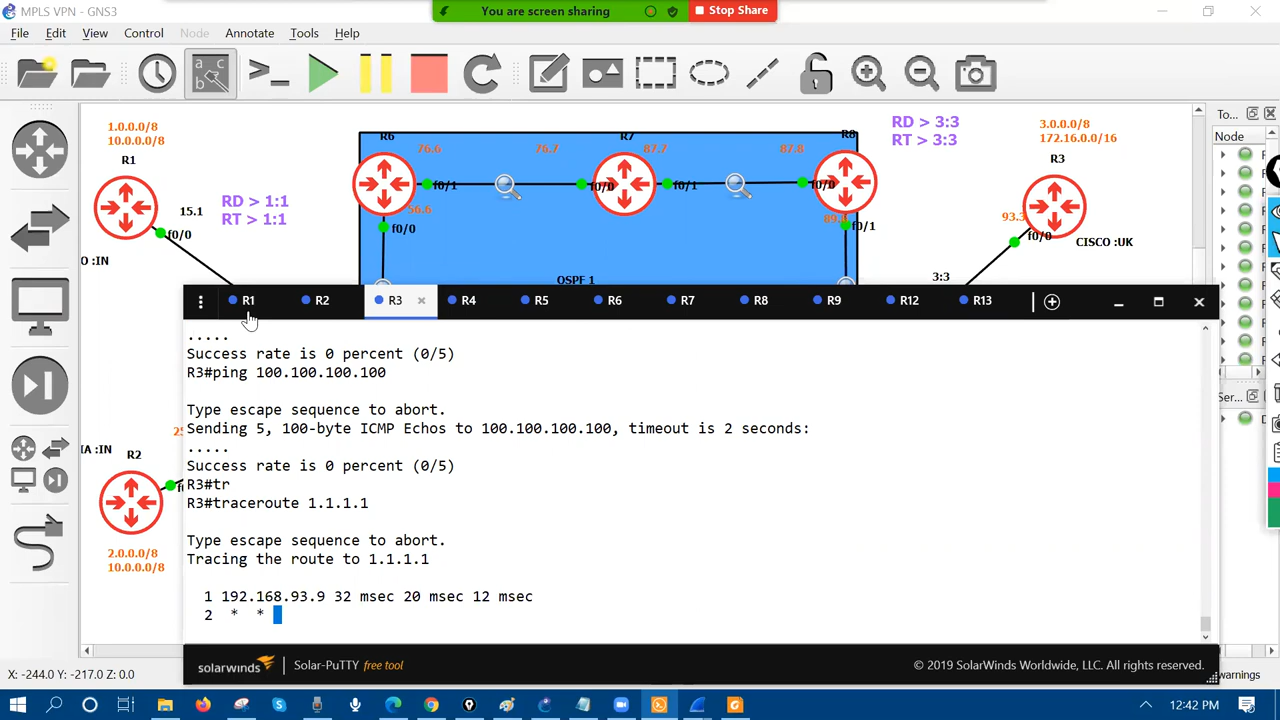 MPLS VPN - GNS3
You are screen sharing
Stop Share
File Edit View Control Node Annotate Tools Help
1.0.0.0/8
10.0.0.0/8
R1
15.1
RD > 1:1
RT > 1:1
f0/0
O :IN
R6
76.6
f0/1
56.6
f0/0
R7
76.7
f0/0
87.7
f0/1
R8
87.8
f0/0
f0/1
OSPF 1
RD > 3:3
RT > 3:3
3.0.0.0/8
172.16.0.0/16
R3
f0/0
CISCO :UK
3:3
To...
Node
R1 R2 R3 R4 R5 R6 R7 R8 R9 R12 R13
.....
Success rate is 0 percent (0/5)
R3#ping 100.100.100.100
Type escape sequence to abort.
Sending 5, 100-byte ICMP Echos to 100.100.100.100, timeout is 2 seconds:
.....
Success rate is 0 percent (0/5)
R3#tr
R3#traceroute 1.1.1.1
Type escape sequence to abort.
Tracing the route to 1.1.1.1
1 192.168.93.9 32 msec 20 msec 12 msec
2 * *
IA :IN
R2
2.0.0.0/8
10.0.0.0/8
solarwinds
Solar-PuTTY free tool
© 2019 SolarWinds Worldwide, LLC. All rights reserved.
X: -244.0 Y: -217.0 Z: 0.0
warnings
12:42 PM